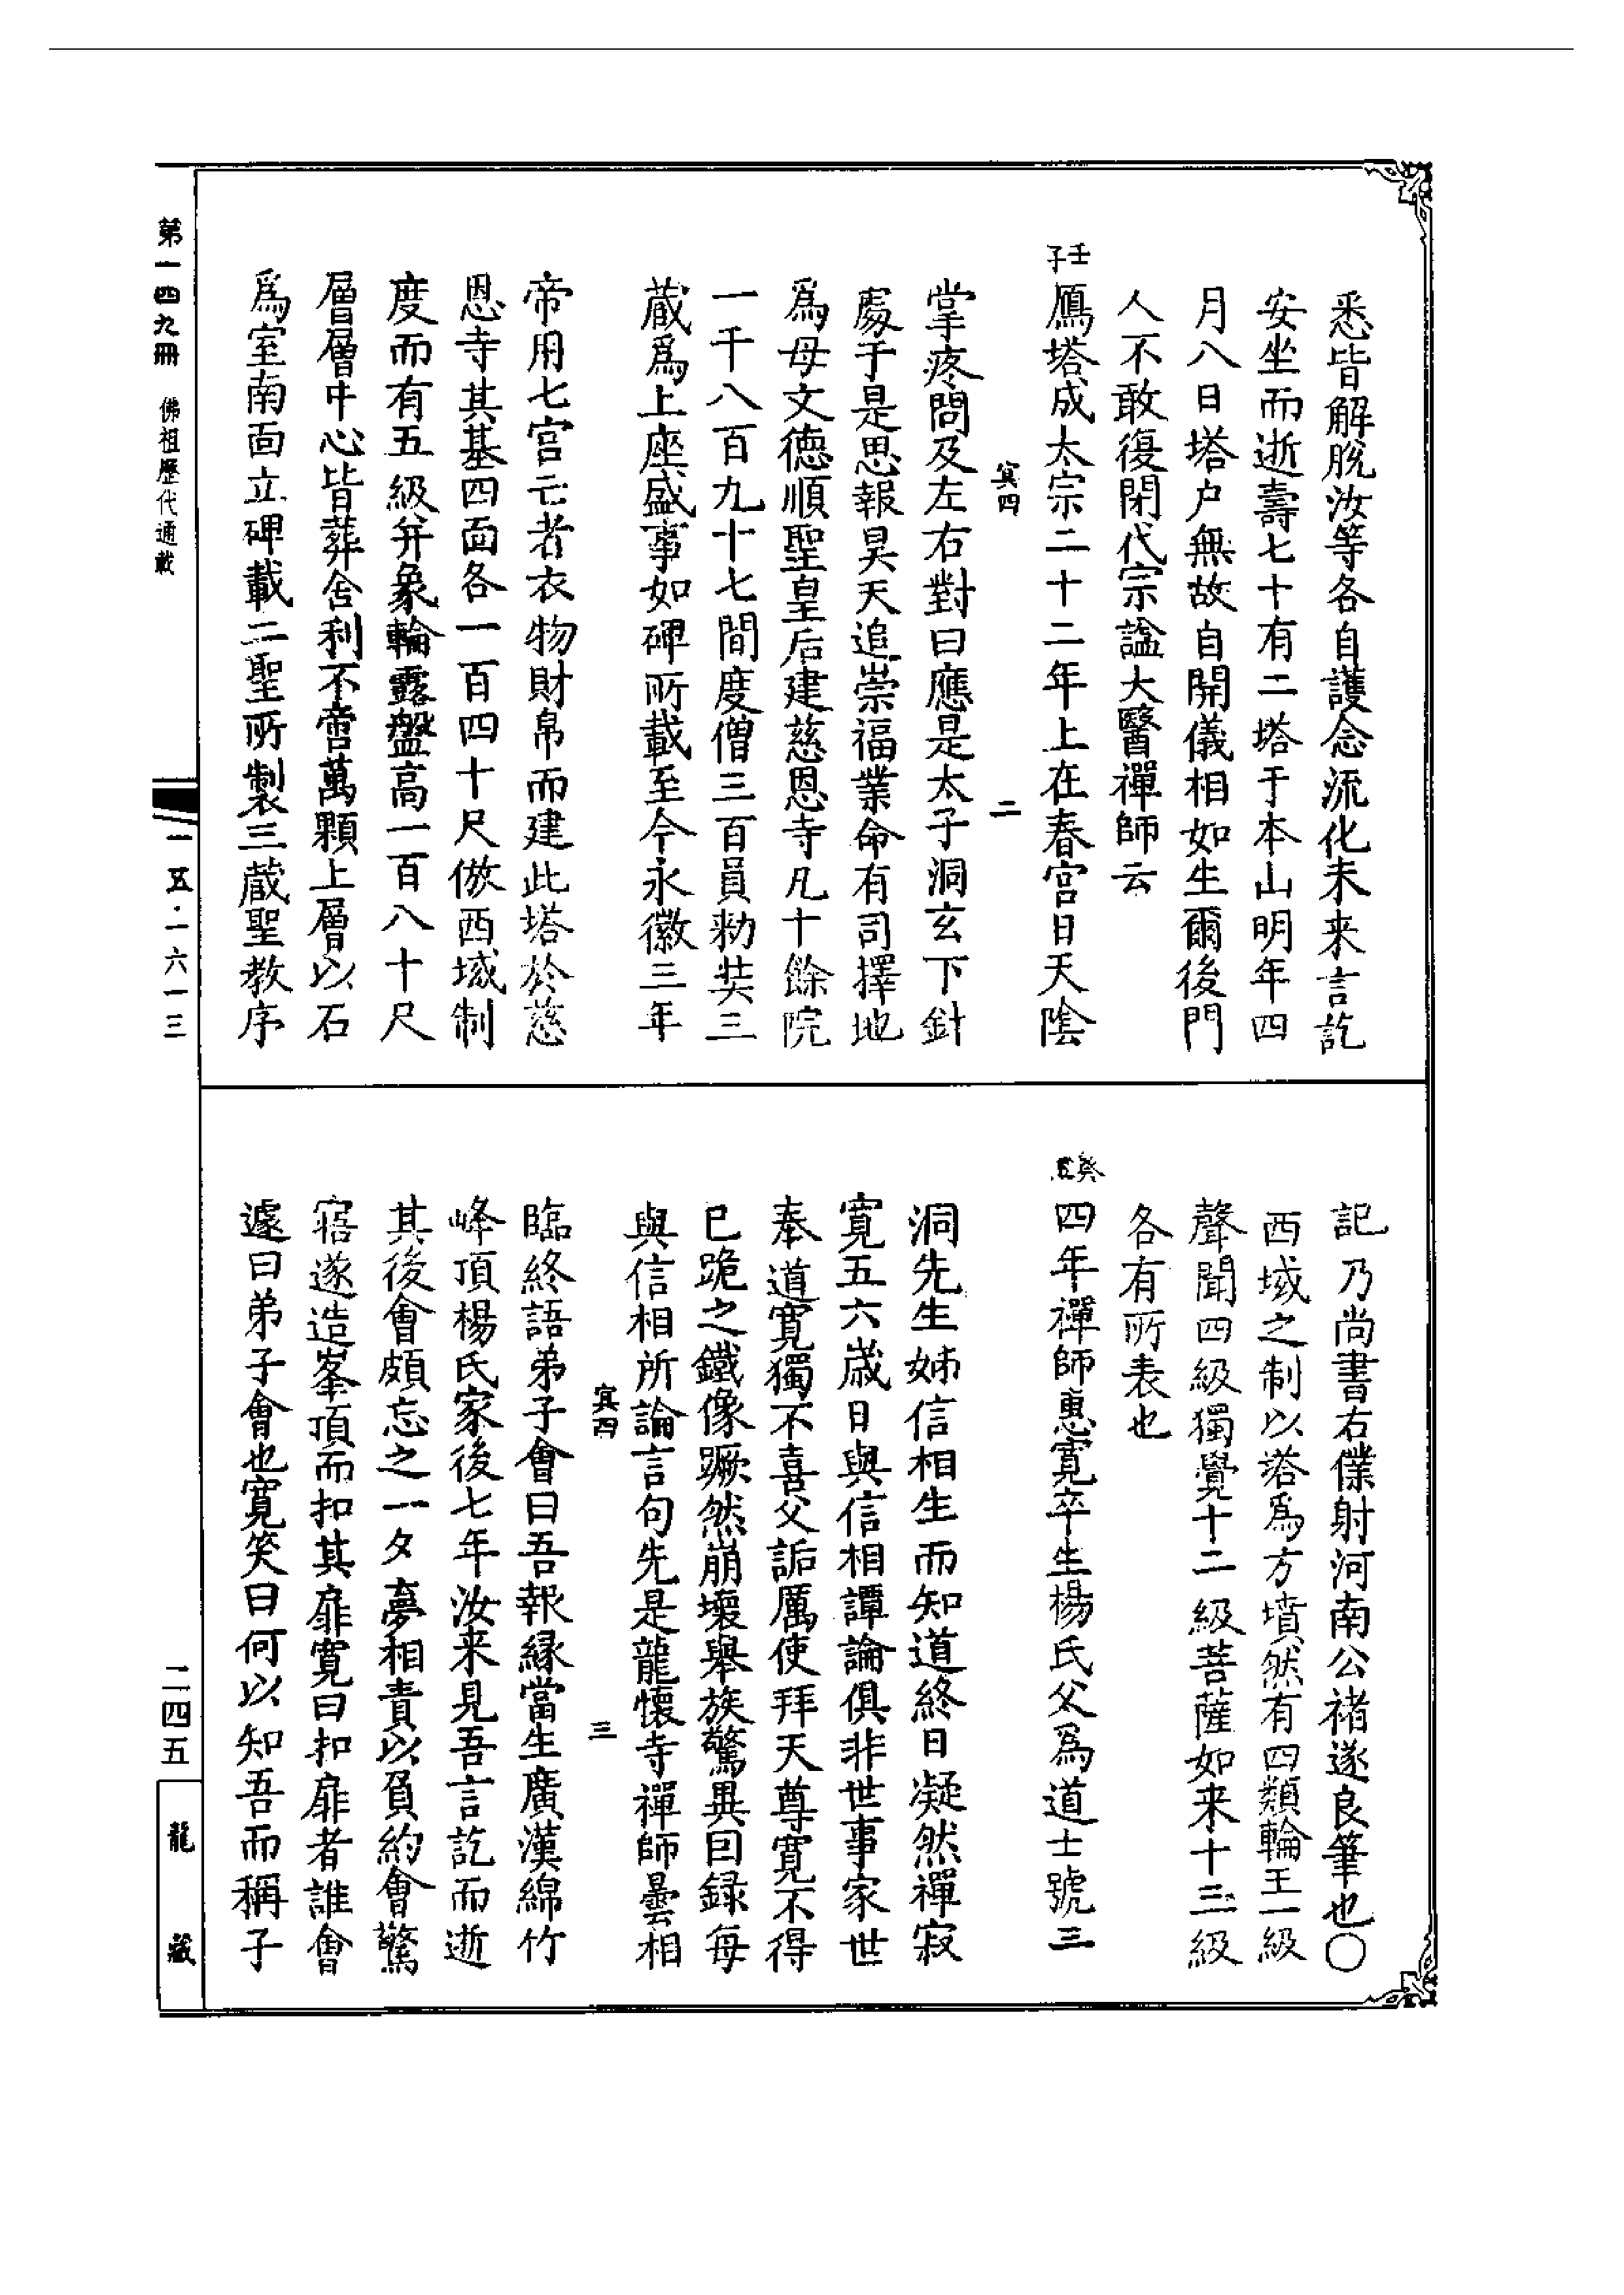 悉皆解脫汝等各自護念流化未来言訖
安坐而逝壽七十有二塔于本山明年四
月八日塔户無故自開儀相如生爾後門
人不敢復閉代宗諡大醫禪師云
壬子
鴈塔成太宗二十二年上在春宫日天陰
寅四 二
掌疼問及左右對曰應是太子洞玄下針
處于是思報昊天追崇福業命有司擇地
為母文德順聖皇后建慈恩寺凡十餘院
一千八百九十七間度僧三百員勑奘三
蔵為上座盛事如碑所載至今永徽三年
帝用七宫亡者衣物財帛而建此塔於慈
恩寺其基四面各一百四十尺倣西域制
度而有五級并象輪露盤高一百八十尺
層層中心皆葬舍利不啻萬顆上層以石
為室南面立碑載二聖所製三蔵聖教序
記乃尚書右僕射河南公褚遂良筆也〇
西域之制以塔為方墳然有四類輪王一級
聲聞四級獨覺十二級菩薩如来十三級
各有所表也
癸丑
四年禪師惠寬卒生楊氏父為道士號三
洞先生姊信相生而知道終日凝然禪寂
寛五六歲日與信相譚論俱非世事家世
奉道寛獨不喜父詬厲使拜天尊寛不得
已跪之鐵像蹶然崩壞舉族驚異因録每
與信相所論言句先是龍懷寺禪師曇相
寅四 三
臨終語弟子會曰吾報緣當生廣漢綿竹
峰頂楊氏家後七年汝来見吾言訖而逝
其後會頗忘之一夕夢相責以負約會驚
寤遂造峯頂而扣其扉寛曰扣扉者誰會
遽曰弟子會也寛笑曰何以知吾而稱子
第一四九冊 佛祖歷代通載
一五·一六一三
二四五
龍藏